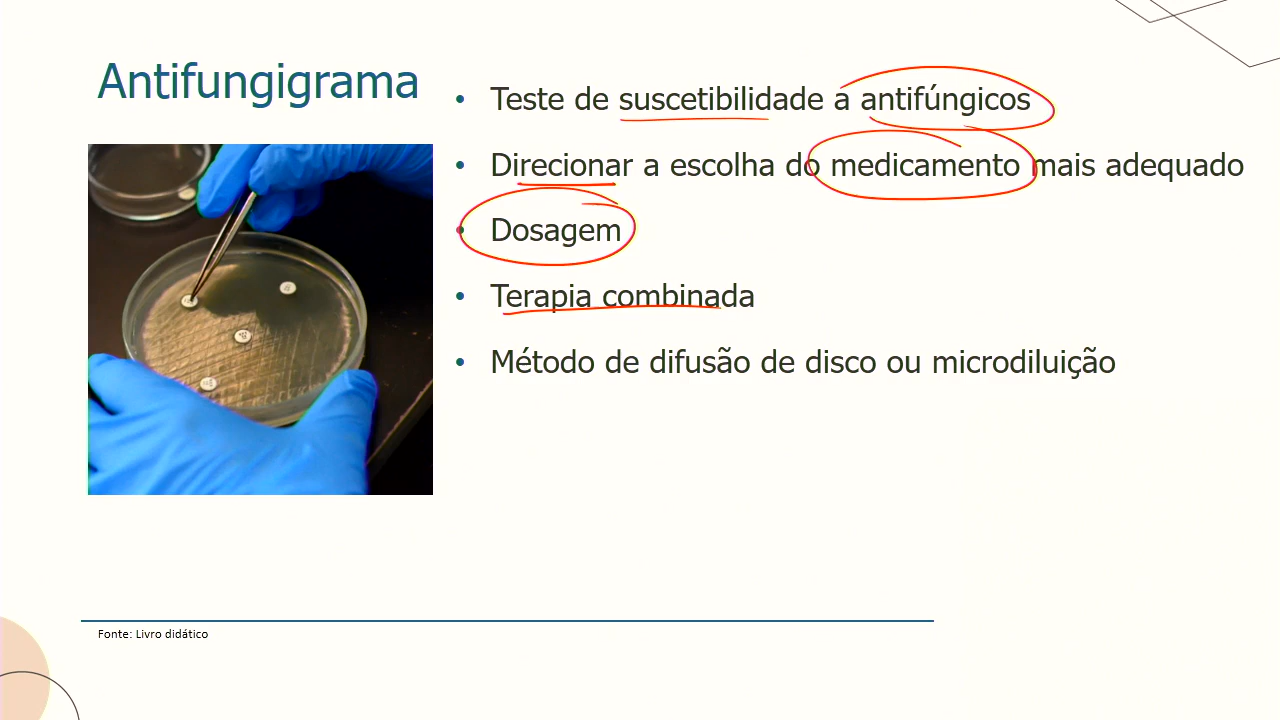 Antifungigrama
• Teste de suscetibilidade a antifúngicos
• Direcionar a escolha do medicamento mais adequado
• Dosagem
• Terapia combinada
• Método de difusão de disco ou microdiluição
Fonte: Livro didático